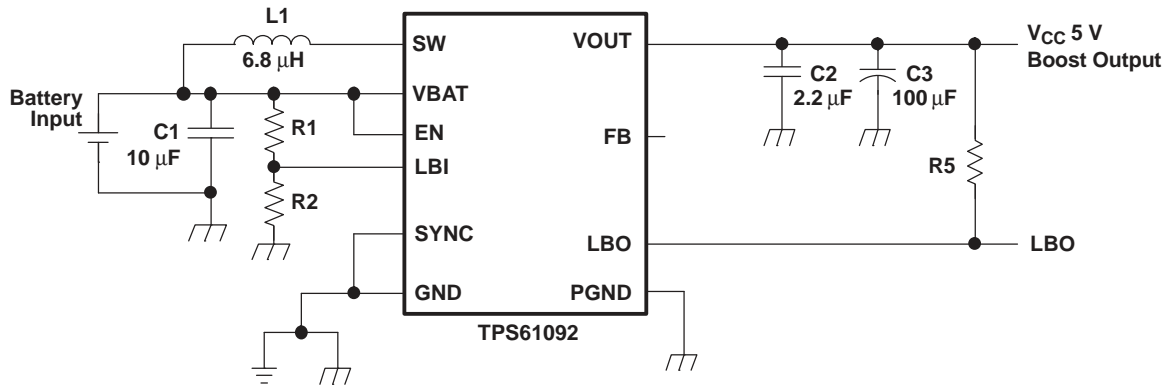 L1
6.8 μH
SW
VOUT
VCC 5 V
Boost Output
Battery
Input
VBAT
C1
10 μF
R1
EN
C2
2.2 μF
C3
100 μF
FB
LBI
R5
R2
SYNC
LBO
LBO
GND
PGND
TPS61092